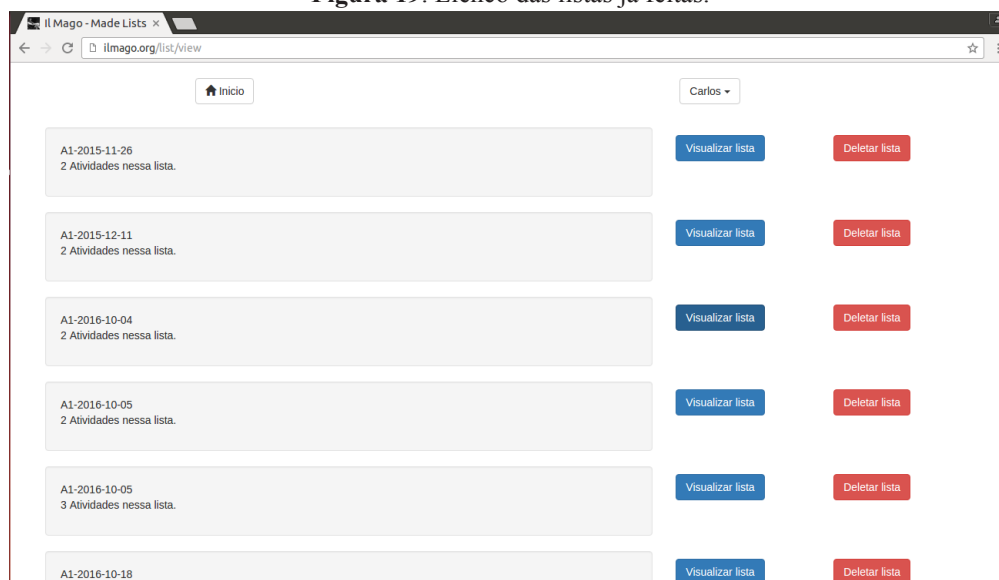 Figura 19. Elenco das listas já feitas.
Il Mago - Made Lists ×
ilmago.org/list/view
Inicio
Carlos
A1-2015-11-26
2 Atividades nessa lista.
Visualizar lista
Deletar lista
A1-2015-12-11
2 Atividades nessa lista.
Visualizar lista
Deletar lista
A1-2016-10-04
2 Atividades nessa lista.
Visualizar lista
Deletar lista
A1-2016-10-05
2 Atividades nessa lista.
Visualizar lista
Deletar lista
A1-2016-10-05
3 Atividades nessa lista.
Visualizar lista
Deletar lista
A1-2016-10-18
Visualizar lista
Deletar lista